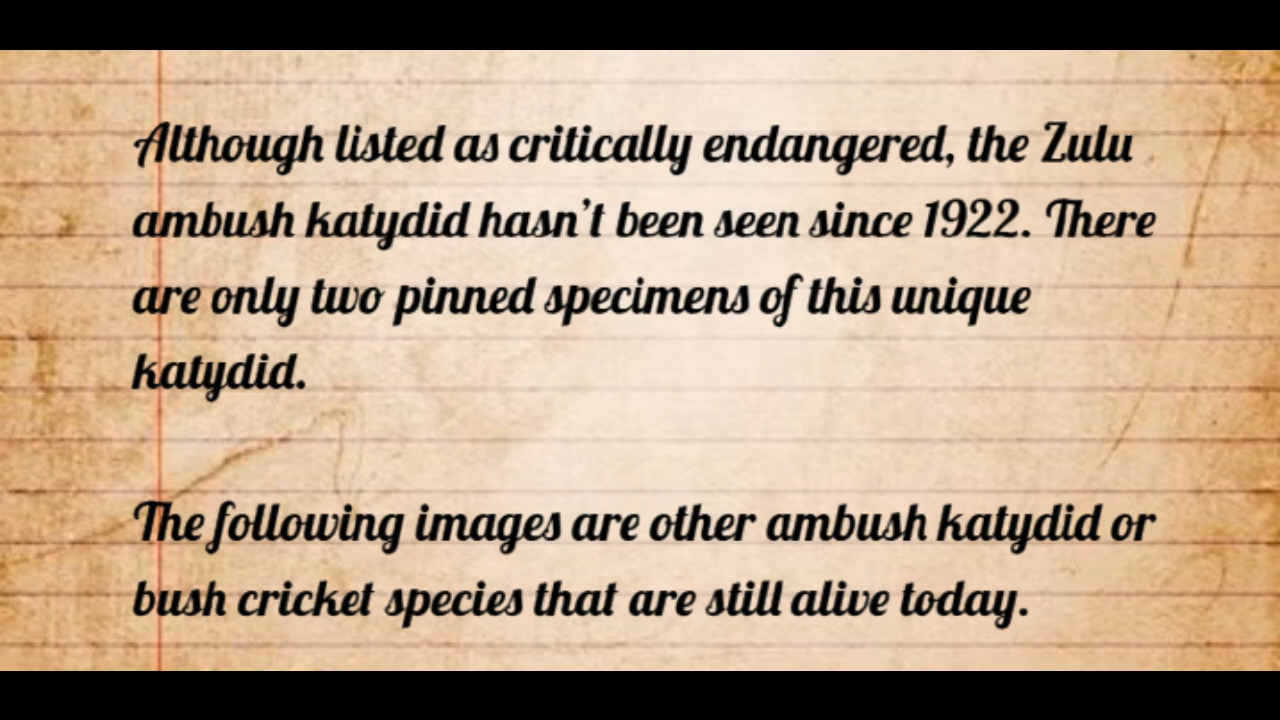 Although listed as critically endangered, the Zulu
ambush katydid hasn't been seen since 1922. There
are only two pinned specimens of this unique
katydid.
The following images are other ambush katydid or
bush cricket species that are still alive today.